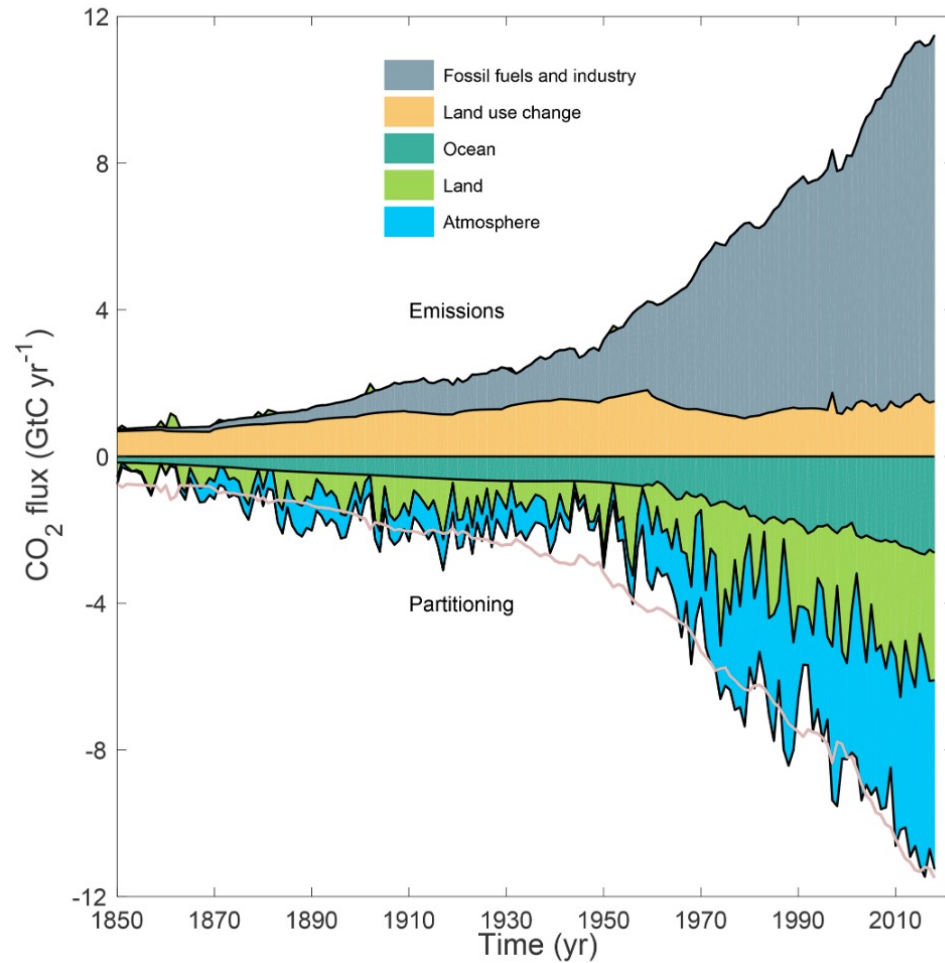 12
8
4
0
-4
-8
-12
CO2 flux (GtC yr-1)
Fossil fuels and industry
Land use change
Ocean
Land
Atmosphere
Emissions
Partitioning
1850 1870 1890 1910 1930 1950 1970 1990 2010
Time (yr)